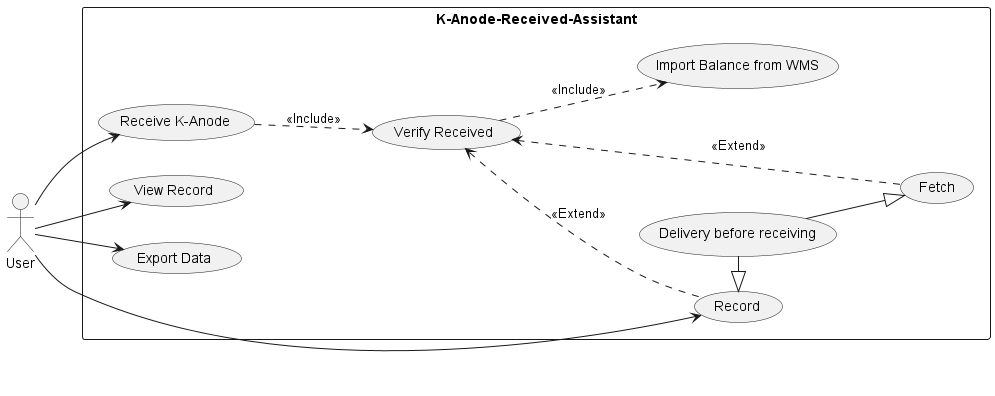 K-Anode-Received-Assistant
Import Balance from WMS
«Include»
Receive K-Anode
«Include»
Verify Received
«Extend»
View Record
Fetch
«Extend»
Delivery before receiving
User
Export Data
Record